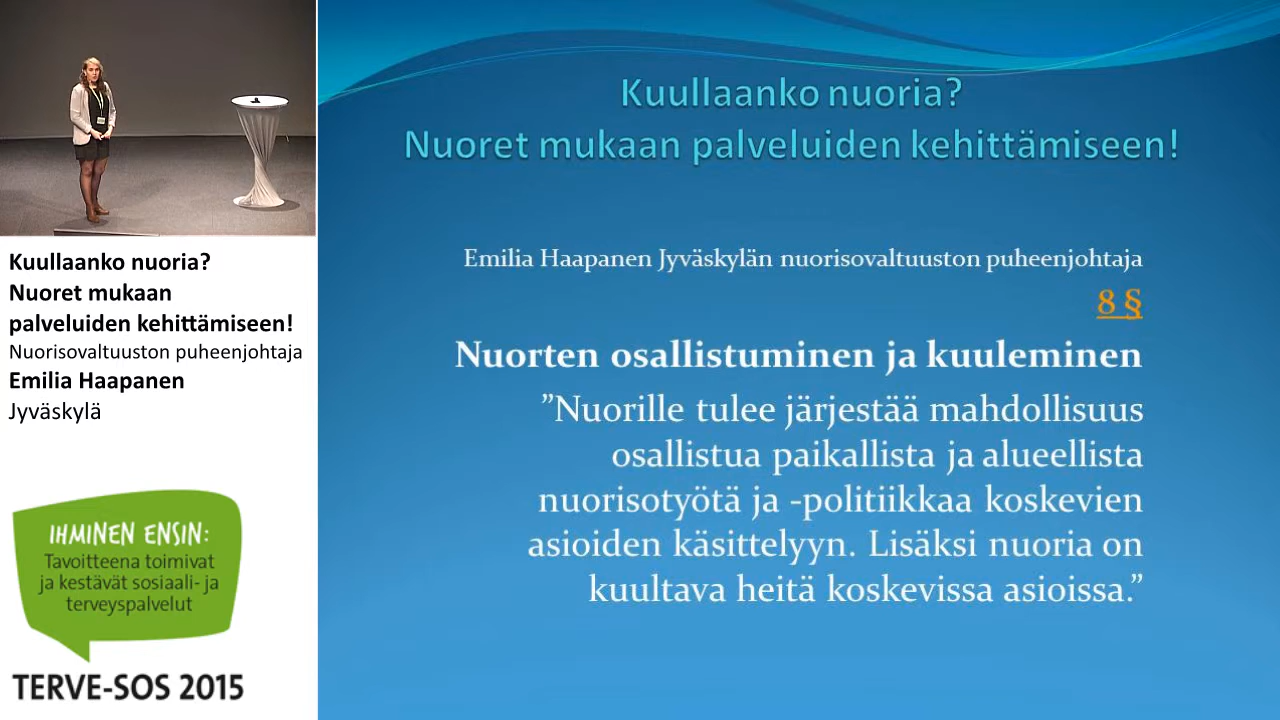 Kuullaanko nuoria?
Nuoret mukaan
palveluiden kehittämiseen!
Nuorisovaltuuston puheenjohtaja
Emilia Haapanen
Jyväskylä
IHMINEN ENSIN:
Tavoitteena toimivat
ja kestävät sosiaali- ja
terveyspalvelut
TERVE-SOS 2015
Kuullaanko nuoria?
Nuoret mukaan palveluiden kehittämiseen!
Emilia Haapanen Jyväskylän nuorisovaltuuston puheenjohtaja
8 §
Nuorten osallistuminen ja kuuleminen
”Nuorille tulee järjestää mahdollisuus
osallistua paikallista ja alueellista
nuorisotyötä ja -politiikkaa koskevien
asioiden käsittelyyn. Lisäksi nuoria on
kuultava heitä koskevissa asioissa.”